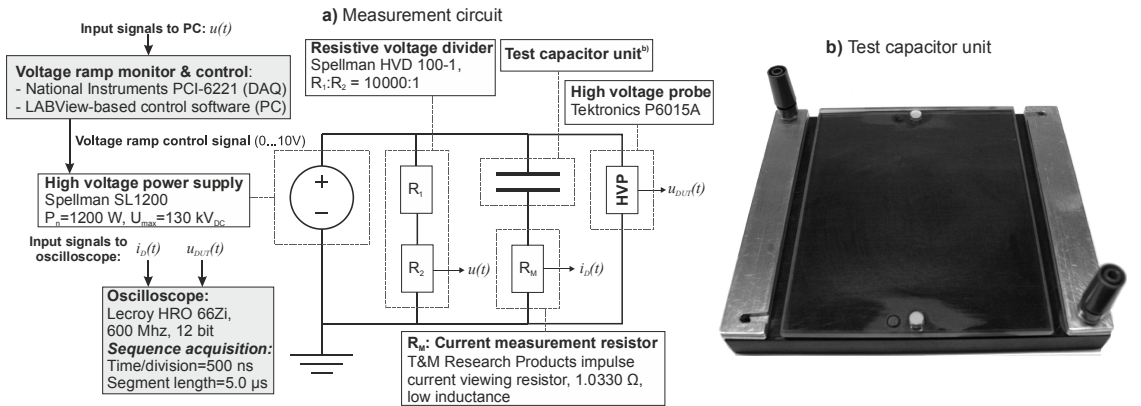 a) Measurement circuit
Input signals to PC: u(t)
Voltage ramp monitor & control:
- National Instruments PCI-6221 (DAQ)
- LABView-based control software (PC)
Voltage ramp control signal (0...10V)
High voltage power supply
Spellman SL1200
Pn=1200 W, Umax=130 kVDC
Input signals to
oscilloscope:
iD(t)
uDUT(t)
Oscilloscope:
Lecroy HRO 66Zi,
600 Mhz, 12 bit
Sequence acquisition:
Time/division=500 ns
Segment length=5.0 µs
Resistive voltage divider
Spellman HVD 100-1,
R1:R2 = 10000:1
Test capacitor unit b)
High voltage probe
Tektronics P6015A
+
−
R1
R2
u(t)
RM
iD(t)
HVP
uDUT(t)
RM: Current measurement resistor
T&M Research Products impulse
current viewing resistor, 1.0330 Ω,
low inductance
b) Test capacitor unit